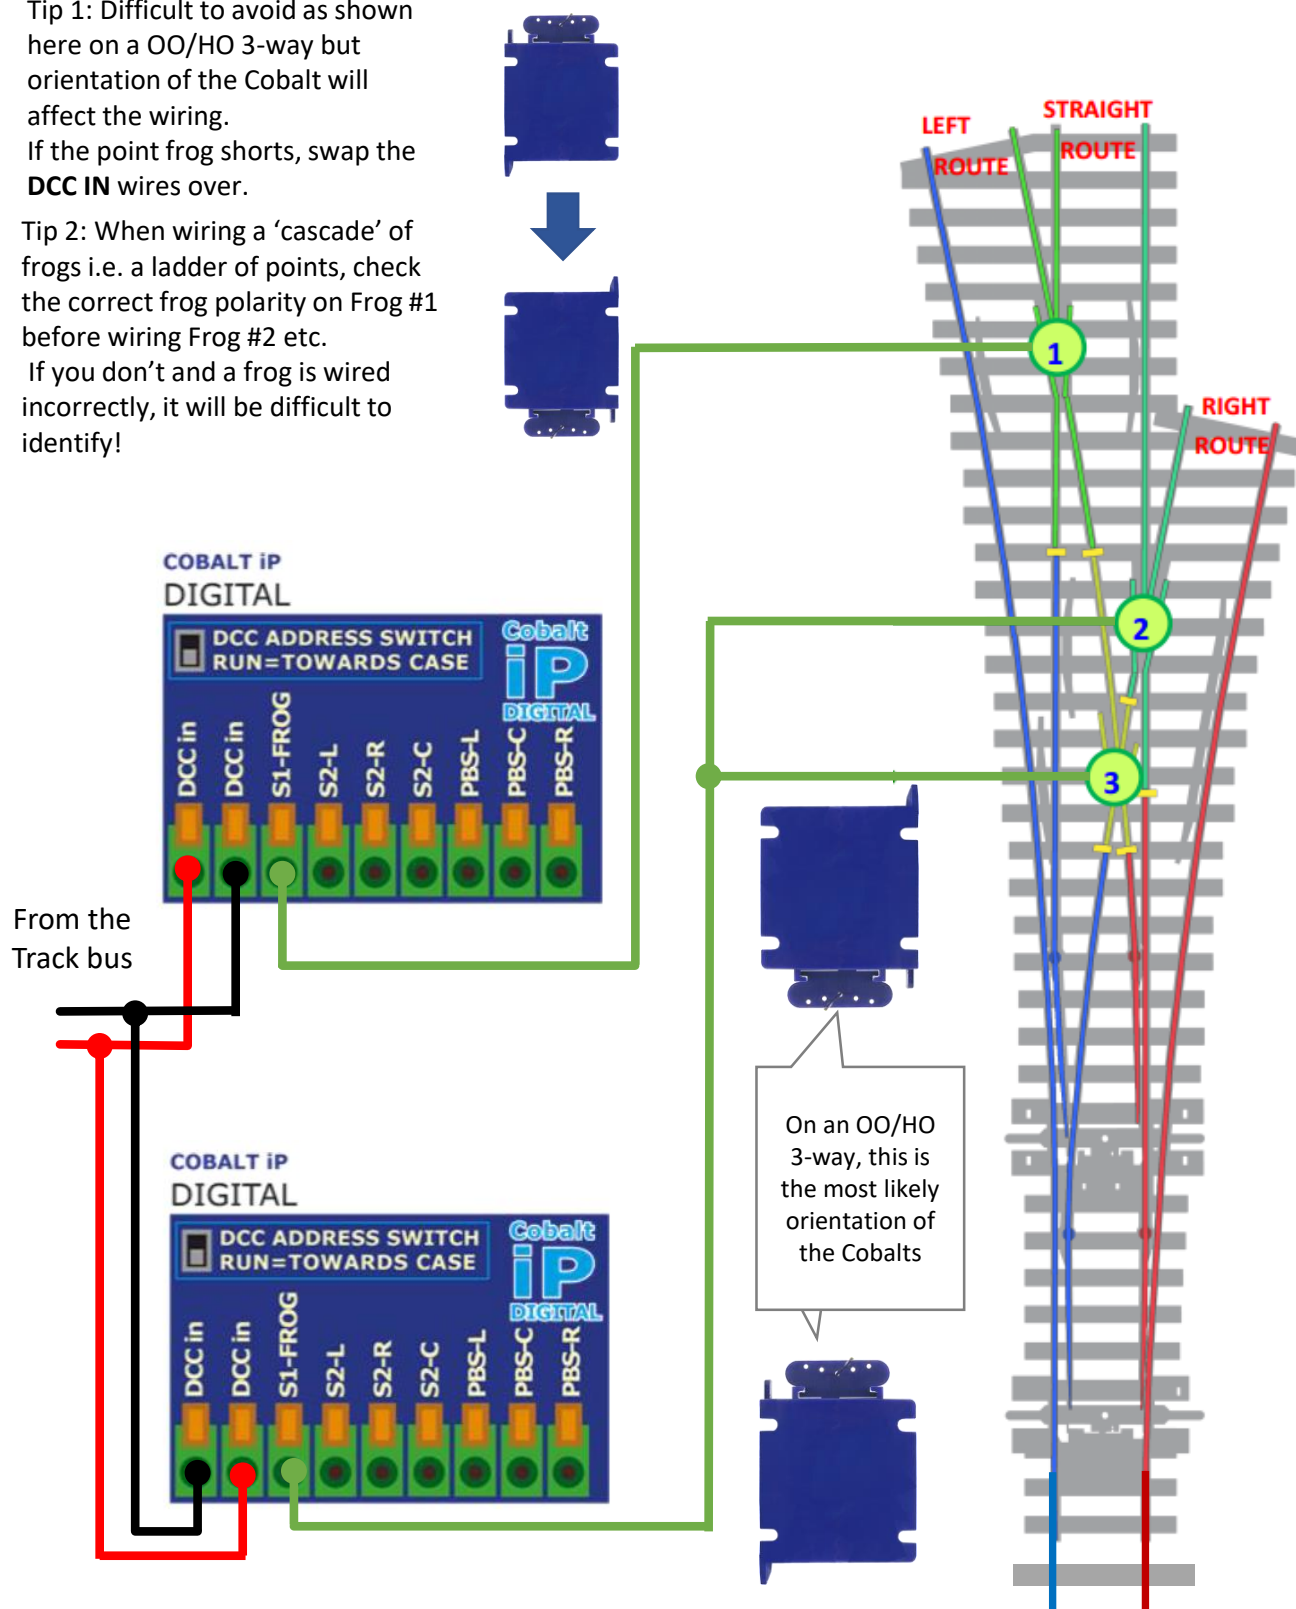 Tip 1: Difficult to avoid as shown
here on a OO/HO 3-way but
orientation of the Cobalt will
affect the wiring.
If the point frog shorts, swap the
DCC IN wires over.
Tip 2: When wiring a ‘cascade’ of
frogs i.e. a ladder of points, check
the correct frog polarity on Frog #1
before wiring Frog #2 etc.
If you don’t and a frog is wired
incorrectly, it will be difficult to
identify!
LEFT
ROUTE
STRAIGHT
ROUTE
1
RIGHT
ROUTE
2
3
COBALT iP
DIGITAL
DCC ADDRESS SWITCH
RUN=TOWARDS CASE
Cobalt
iP
DIGITAL
DCC in
DCC in
S1-FROG
S2-L
S2-R
S2-C
PBS-L
PBS-C
PBS-R
From the
Track bus
On an OO/HO
3-way, this is
the most likely
orientation of
the Cobalts
COBALT iP
DIGITAL
DCC ADDRESS SWITCH
RUN=TOWARDS CASE
Cobalt
iP
DIGITAL
DCC in
DCC in
S1-FROG
S2-L
S2-R
S2-C
PBS-L
PBS-C
PBS-R